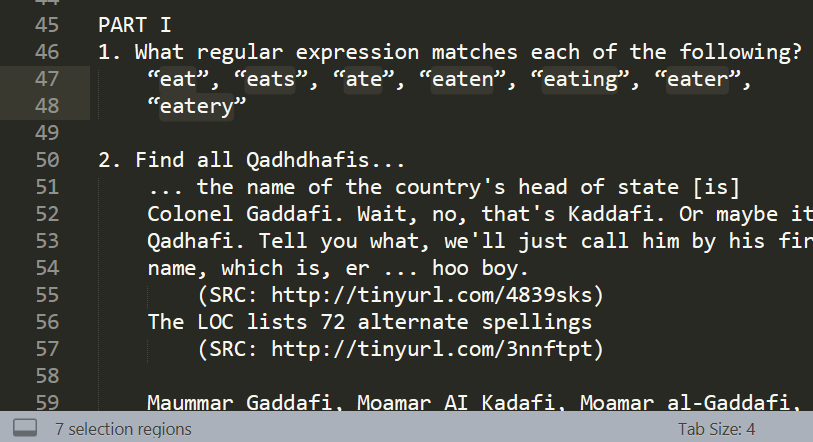 44
45 PART I
46 1. What regular expression matches each of the following?
47 “eat”, “eats”, “ate”, “eaten”, “eating”, “eater”,
48 “eatery”
49
50 2. Find all Qadhdhafis...
51 ... the name of the country's head of state [is]
52 Colonel Gaddafi. Wait, no, that's Kaddafi. Or maybe it
53 Qadhafi. Tell you what, we'll just call him by his fir
54 name, which is, er ... hoo boy.
55 (SRC: http://tinyurl.com/4839sks)
56 The LOC lists 72 alternate spellings
57 (SRC: http://tinyurl.com/3nnftpt)
58
59 Maummar Gaddafi, Moamar AI Kadafi, Moamar al-Gaddafi,
7 selection regions Tab Size: 4